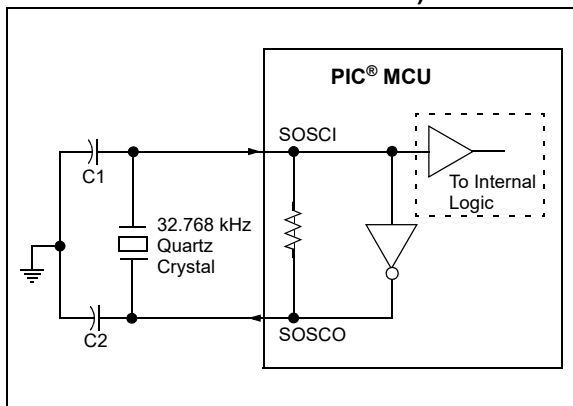 PIC® MCU
SOSCI
C1
To Internal
Logic
32.768 kHz
Quartz
Crystal
SOSCO
C2